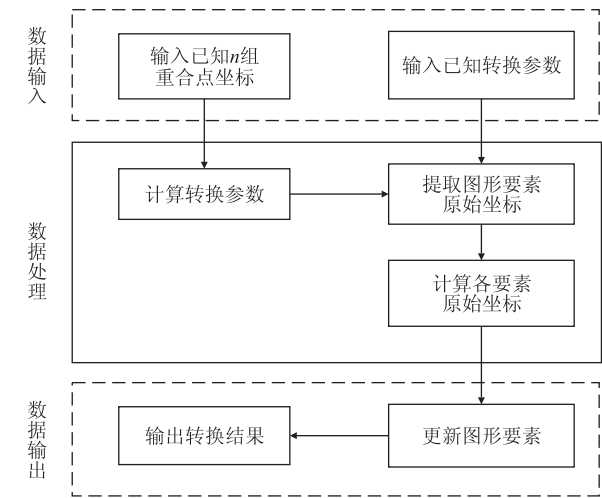 数据输入
输入已知n组
重合点坐标
输入已知转换参数
数据处理
计算转换参数
提取图形要素
原始坐标
计算各要素
原始坐标
数据输出
输出转换结果
更新图形要素